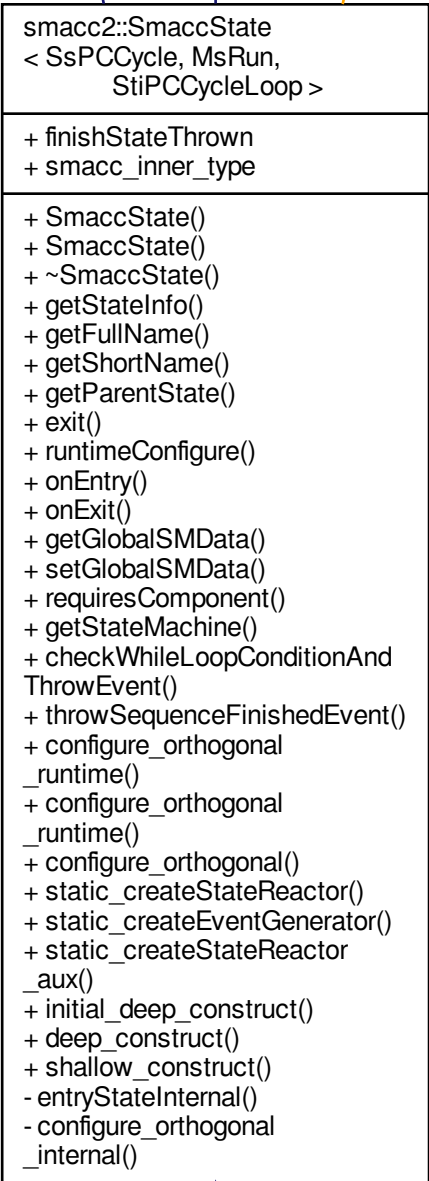 smacc2::SmaccState
< SsPCCycle, MsRun,
StiPCCycleLoop >
+ finishStateThrown
+ smacc_inner_type
+ SmaccState()
+ SmaccState()
+ ~SmaccState()
+ getStateInfo()
+ getFullName()
+ getShortName()
+ getParentState()
+ exit()
+ runtimeConfigure()
+ onEntry()
+ onExit()
+ getGlobalSMData()
+ setGlobalSMData()
+ requiresComponent()
+ getStateMachine()
+ checkWhileLoopConditionAnd
ThrowEvent()
+ throwSequenceFinishedEvent()
+ configure_orthogonal
_runtime()
+ configure_orthogonal
_runtime()
+ configure_orthogonal()
+ static_createStateReactor()
+ static_createEventGenerator()
+ static_createStateReactor
_aux()
+ initial_deep_construct()
+ deep_construct()
+ shallow_construct()
- entryStateInternal()
- configure_orthogonal
_internal()